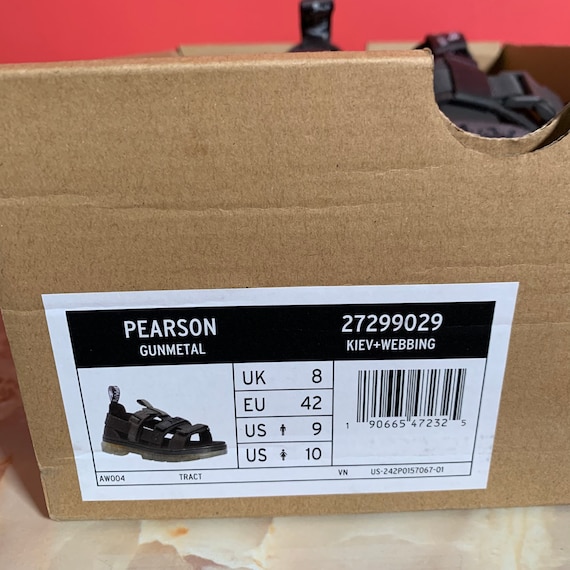 PEARSON
GUNMETAL
27299029
KIEV+WEBBING
UK 8
EU 42
US 9
US 10
1 90665 47232 5
AW004 TRACT VN US-242P0157067-01